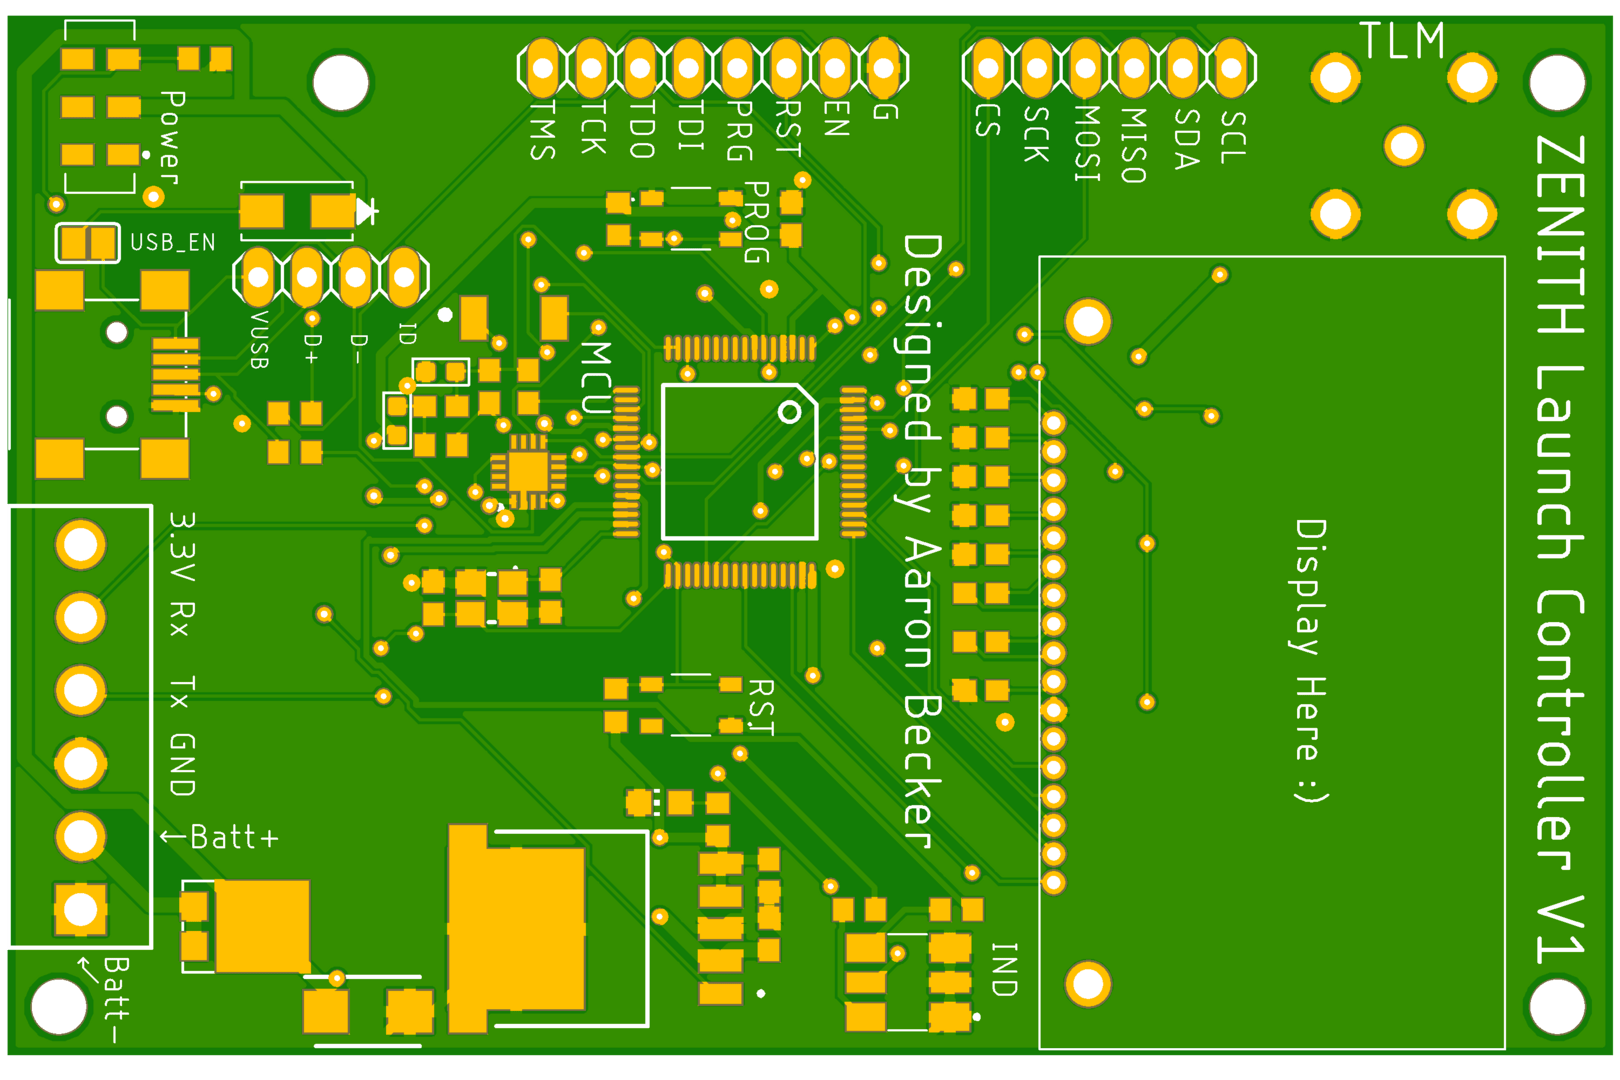 TLM
TMS
TCK
TDO
TDI
PRG
RST
EN
G
CS
SCK
MOSI
MISO
SDA
SCL
Power
USB_EN
PROG
VUSB
D+
D-
ID
MCU
3.3V Rx Tx GND
←Batt+
←Batt-
RST
IND
Designed by Aaron Becker
Display Here :)
ZENITH Launch Controller V1